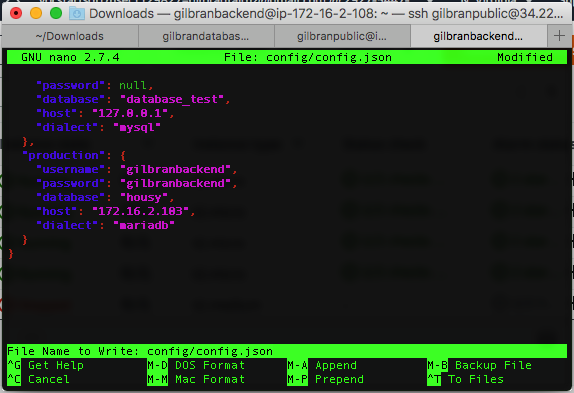 Downloads — gilbranbackend@ip-172-16-2-108: ~ — ssh gilbranpublic@34.22...
~/Downloads gilbrandatabas... gilbranpublic@i... gilbranbackend... +
GNU nano 2.7.4 File: config/config.json Modified
"password": null,
"database": "database_test",
"host": "127.0.0.1",
"dialect": "mysql"
},
"production": {
"username": "gilbranbackend",
"password": "gilbranbackend",
"database": "housy",
"host": "172.16.2.103",
"dialect": "mariadb"
}
}
File Name to Write: config/config.json
^G Get Help M-D DOS Format M-A Append M-B Backup File
^C Cancel M-M Mac Format M-P Prepend ^T To Files